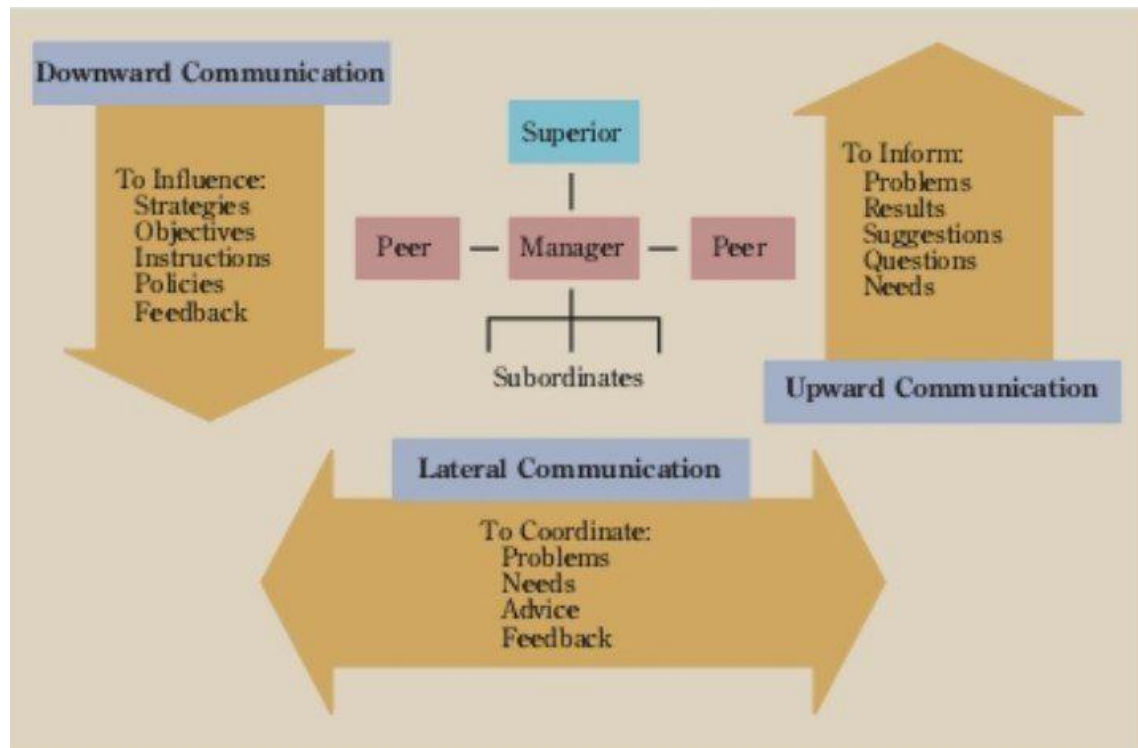 Downward Communication
To Influence:
Strategies
Objectives
Instructions
Policies
Feedback
Superior
Peer
Manager
Peer
Subordinates
To Inform:
Problems
Results
Suggestions
Questions
Needs
Upward Communication
Lateral Communication
To Coordinate:
Problems
Needs
Advice
Feedback